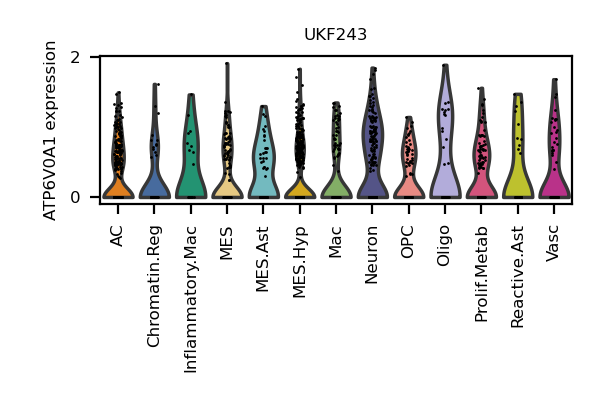 UKF243
ATP6V0A1 expression
2
0
AC
Chromatin.Reg
Inflammatory.Mac
MES
MES.Ast
MES.Hyp
Mac
Neuron
OPC
Oligo
Prolif.Metab
Reactive.Ast
Vasc